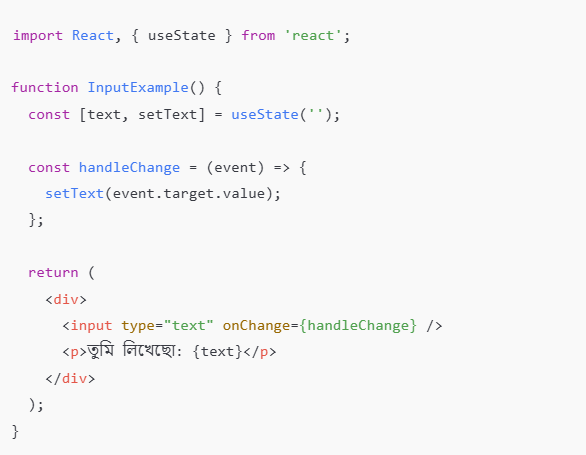 import React, { useState } from 'react';
function InputExample() {
const [text, setText] = useState('');
const handleChange = (event) => {
setText(event.target.value);
};
return (
<div>
<input type="text" onChange={handleChange} />
<p>তুমি লিখেছো: {text}</p>
</div>
);
}